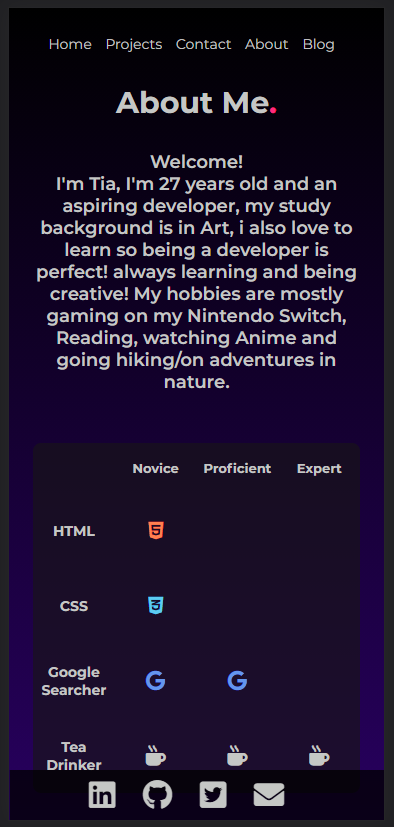 Home Projects Contact About Blog
About Me.
Welcome!
I'm Tia, I'm 27 years old and an
aspiring developer, my study
background is in Art, i also love to
learn so being a developer is
perfect! always learning and being
creative! My hobbies are mostly
gaming on my Nintendo Switch,
Reading, watching Anime and
going hiking/on adventures in
nature.
Novice Proficient Expert
HTML
CSS
Google
Searcher
Tea
Drinker